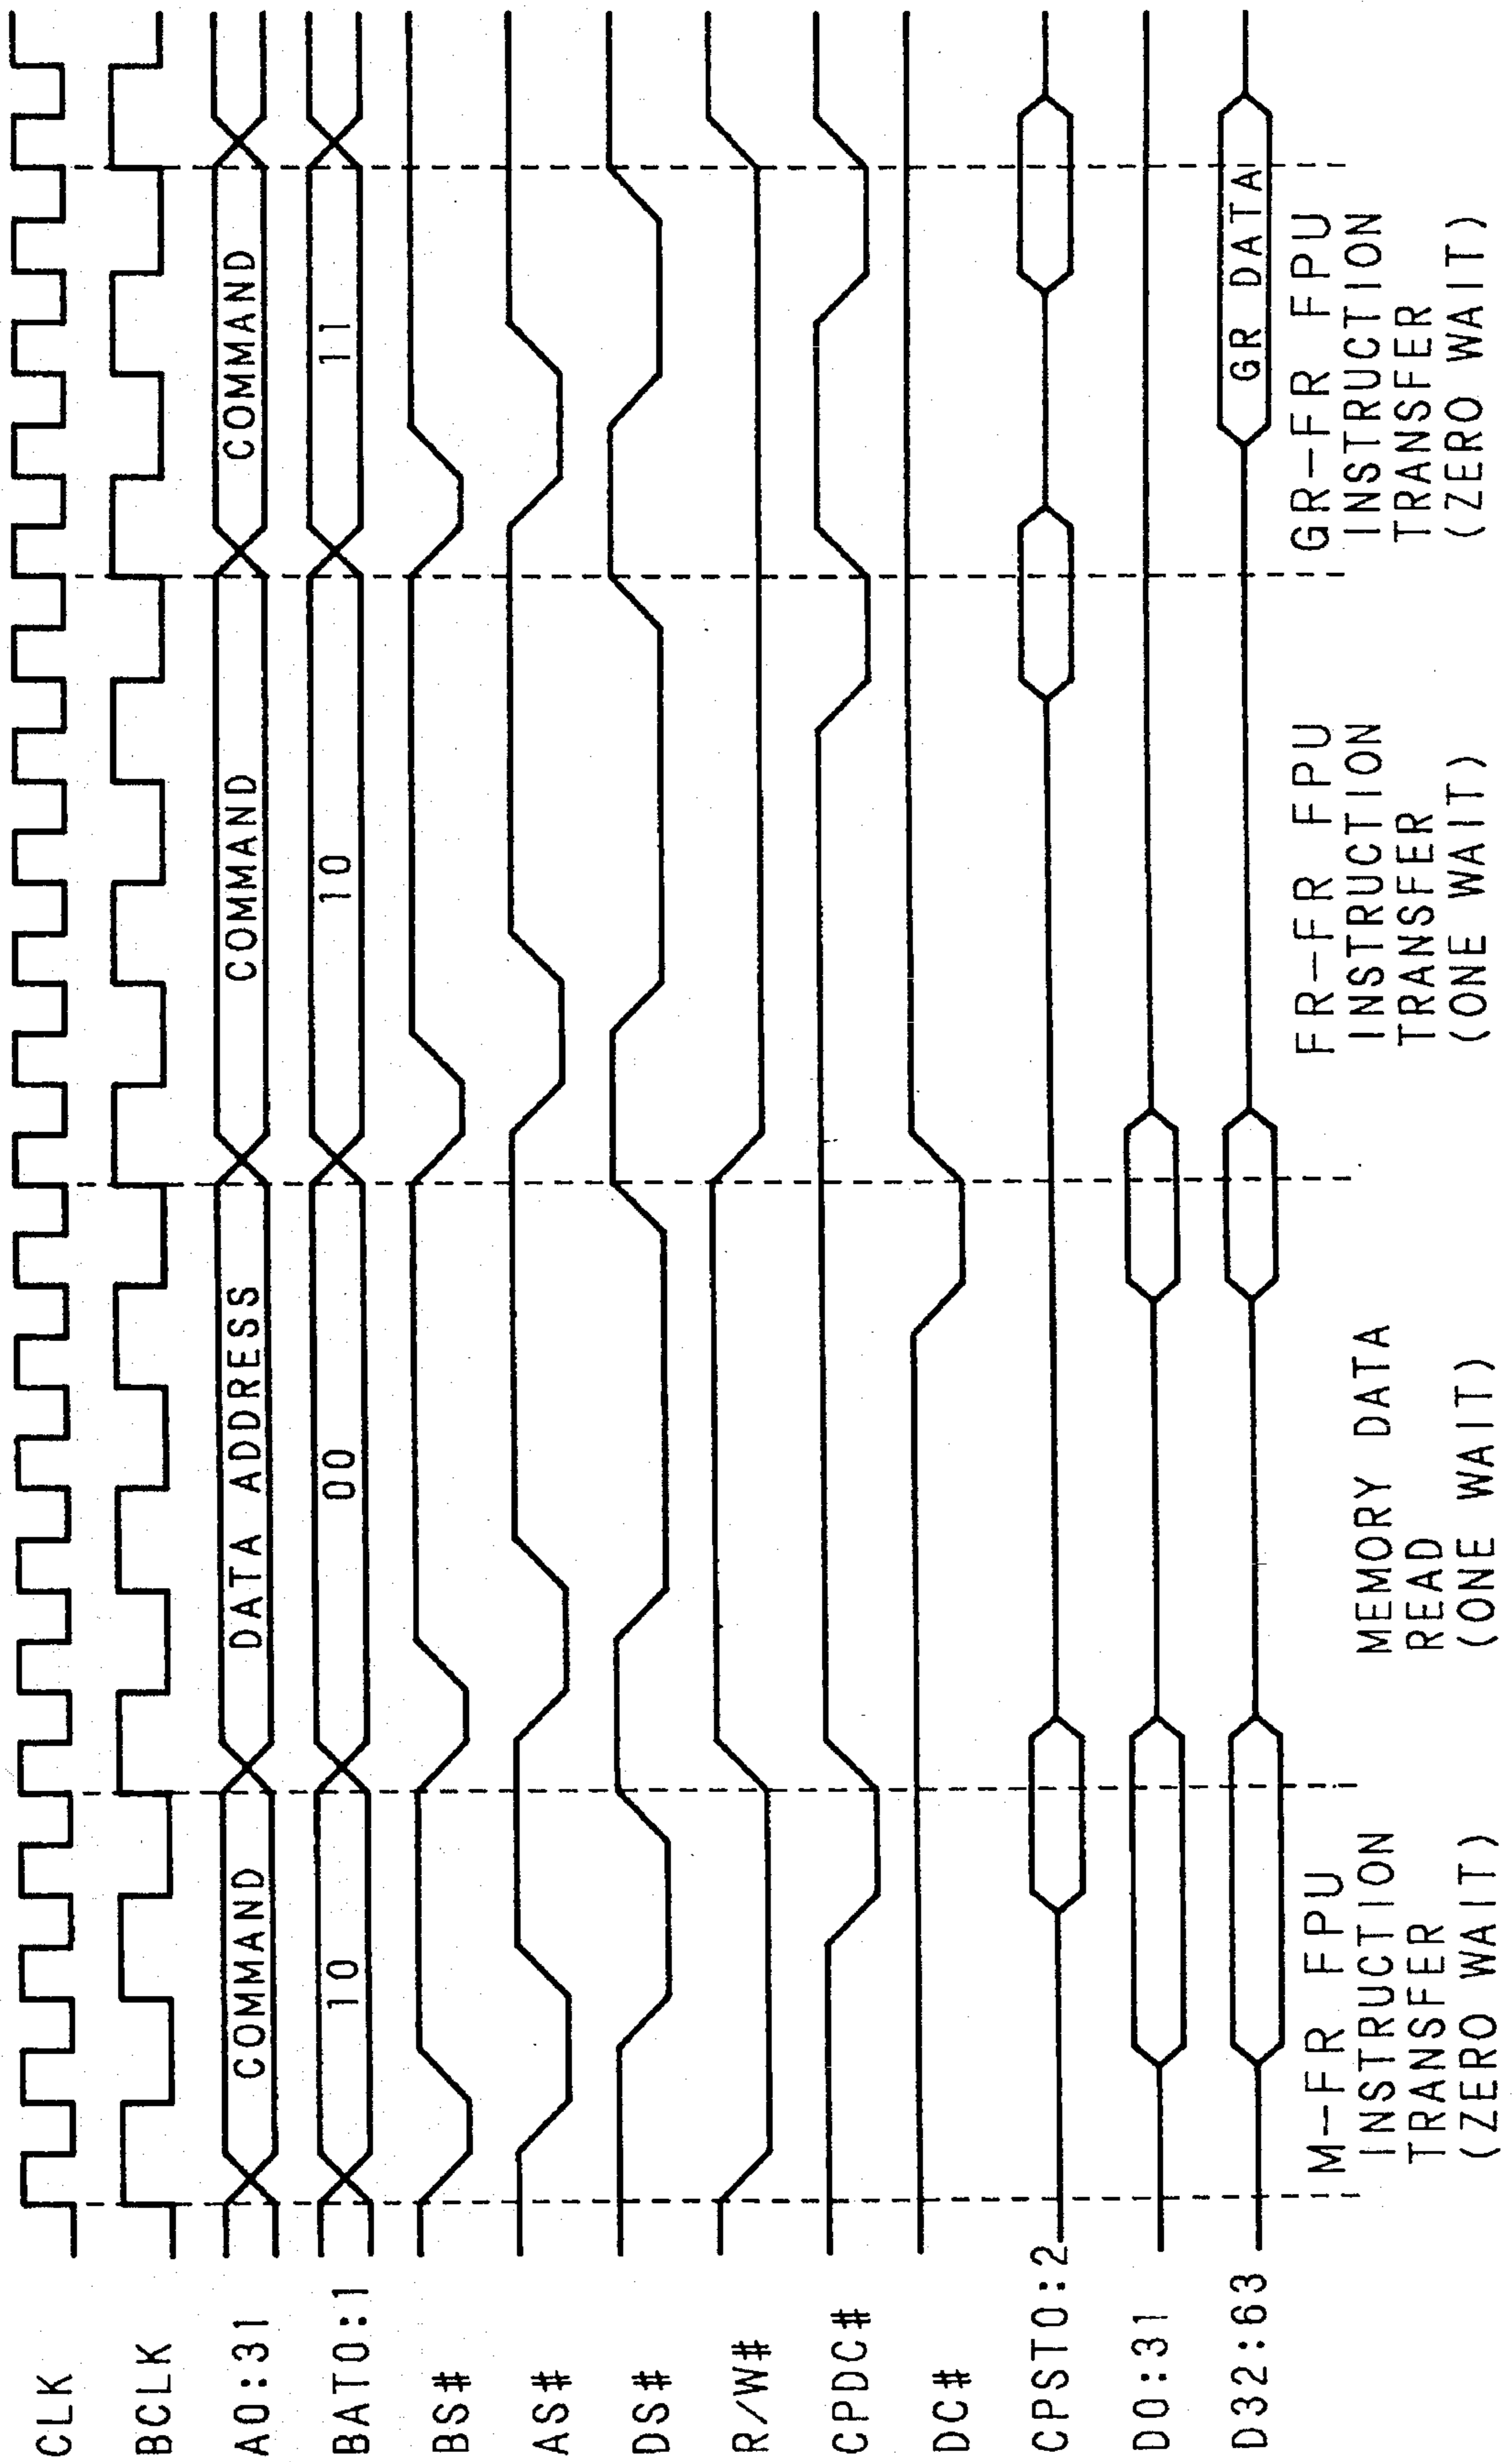 CLK
BCLK
A0:31
COMMAND
DATA ADDRESS
COMMAND
COMMAND
BAT0:1
10
00
10
11
BS#
AS#
DS#
R/W#
CPDC#
DC#
CPST0:2
D0:31
D32:63
GR DATA
M-FR FPU
INSTRUCTION
TRANSFER
(ZERO WAIT)
MEMORY DATA
READ
(ONE WAIT)
FR-FR FPU
INSTRUCTION
TRANSFER
(ONE WAIT)
GR-FR FPU
INSTRUCTION
TRANSFER
(ZERO WAIT)